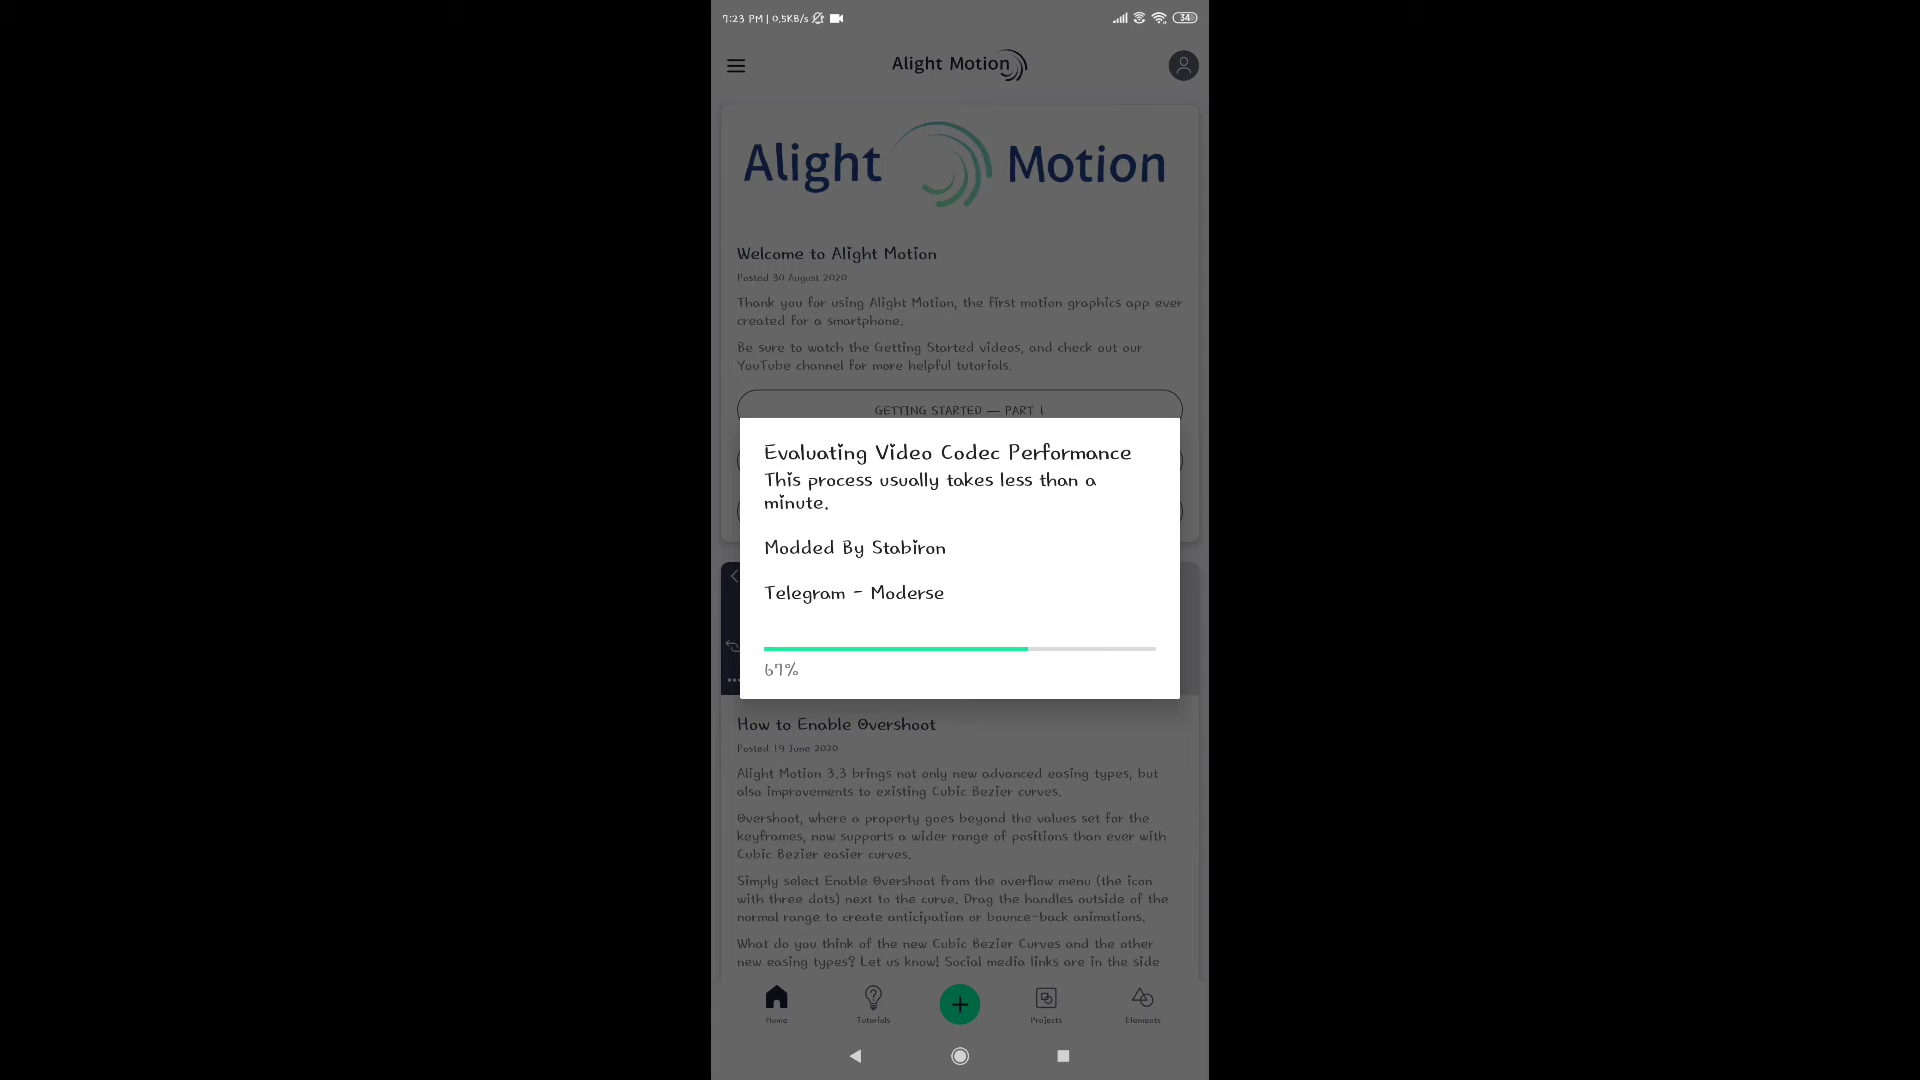 7:23 PM | 0.5KB/s
34
Alight Motion
Alight Motion
Welcome to Alight Motion
Posted 30 August 2020
Thank you for using Alight Motion, the first motion graphics app ever
created for a smartphone.
Be sure to watch the Getting Started videos, and check out our
YouTube channel for more helpful tutorials.
GETTING STARTED — PART 1
Evaluating Video Codec Performance
This process usually takes less than a
minute.
Modded By Stabiron
Telegram - Moderse
67%
How to Enable Overshoot
Posted 19 June 2020
Alight Motion 3.3 brings not only new advanced easing types, but
also improvements to existing Cubic Bezier curves.
Overshoot, where a property goes beyond the values set for the
keyframes, now supports a wider range of positions than ever with
Cubic Bezier easier curves.
Simply select Enable Overshoot from the overflow menu (the icon
with three dots) next to the curve. Drag the handles outside of the
normal range to create anticipation or bounce-back animations.
What do you think of the new Cubic Bezier Curves and the other
new easing types? Let us know! Social media links are in the side
Home
Tutorials
Projects
Elements